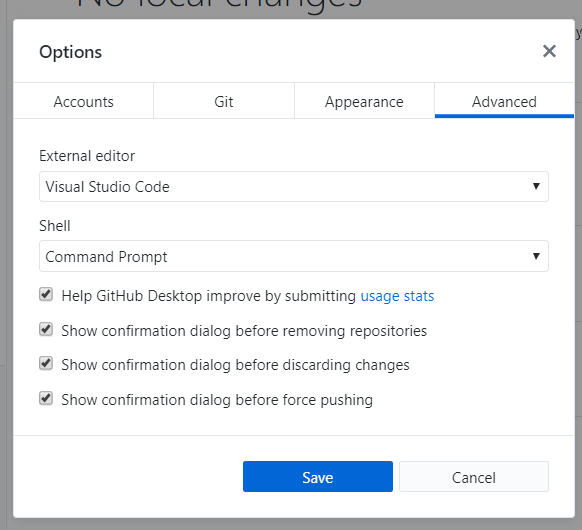 No local changes
Options
Accounts
Git
Appearance
Advanced
External editor
Visual Studio Code
Shell
Command Prompt
Help GitHub Desktop improve by submitting usage stats
Show confirmation dialog before removing repositories
Show confirmation dialog before discarding changes
Show confirmation dialog before force pushing
Save
Cancel